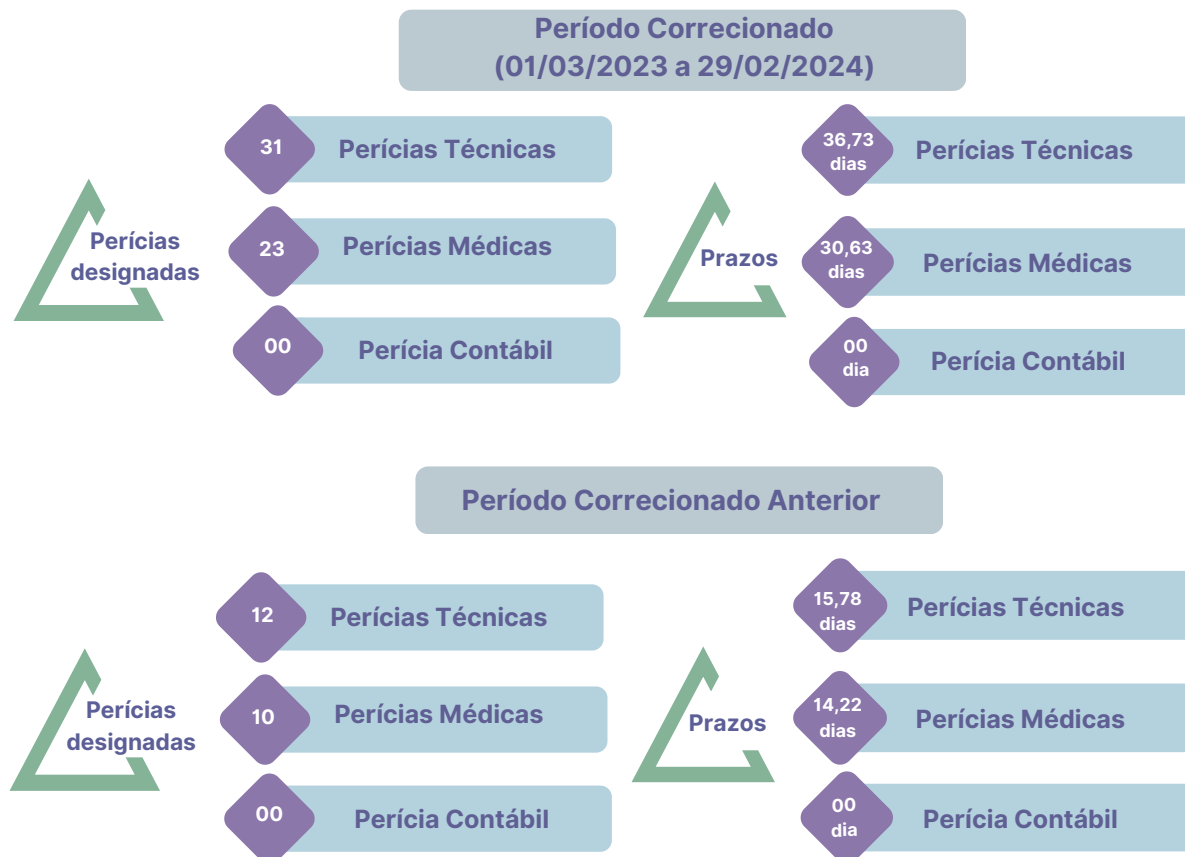 Período Correcionado
(01/03/2023 a 29/02/2024)
Perícias
designadas
31
Perícias Técnicas
23
Perícias Médicas
00
Perícia Contábil
Prazos
36,73
dias
Perícias Técnicas
30,63
dias
Perícias Médicas
00
dia
Perícia Contábil
Período Correcionado Anterior
Perícias
designadas
12
Perícias Técnicas
10
Perícias Médicas
00
Perícia Contábil
Prazos
15,78
dias
Perícias Técnicas
14,22
dias
Perícias Médicas
00
dia
Perícia Contábil